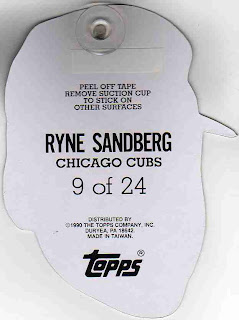 PEEL OFF TAPE
REMOVE SUCTION CUP
TO STICK ON
OTHER SURFACES
RYNE SANDBERG
CHICAGO CUBS
9 of 24
DISTRIBUTED BY
©1990 THE TOPPS COMPANY, INC.
DURYEA, PA 18642
MADE IN TAIWAN.
TOPPS®